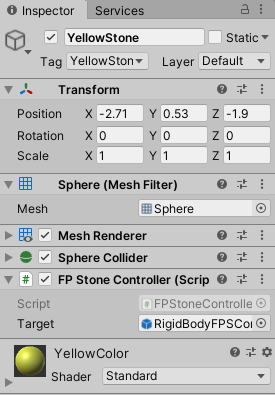 Inspector Services
YellowStone Static
Tag YellowSton Layer Default
Transform
Position X -2.71 Y 0.53 Z -1.9
Rotation X 0 Y 0 Z 0
Scale X 1 Y 1 Z 1
Sphere (Mesh Filter)
Mesh Sphere
Mesh Renderer
Sphere Collider
# FP Stone Controller (Scrip
Script # FPStoneControlle
Target RigidBodyFPSCo
YellowColor
Shader Standard